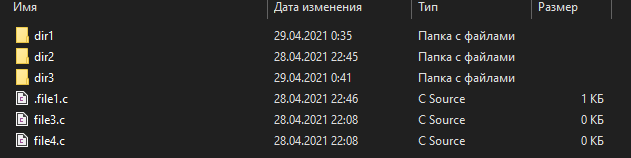 Имя Дата изменения Тип Размер
dir1 29.04.2021 0:35 Папка с файлами
dir2 28.04.2021 22:45 Папка с файлами
dir3 29.04.2021 0:41 Папка с файлами
.file1.c 28.04.2021 22:46 C Source 1 КБ
file3.c 28.04.2021 22:08 C Source 0 КБ
file4.c 28.04.2021 22:08 C Source 0 КБ